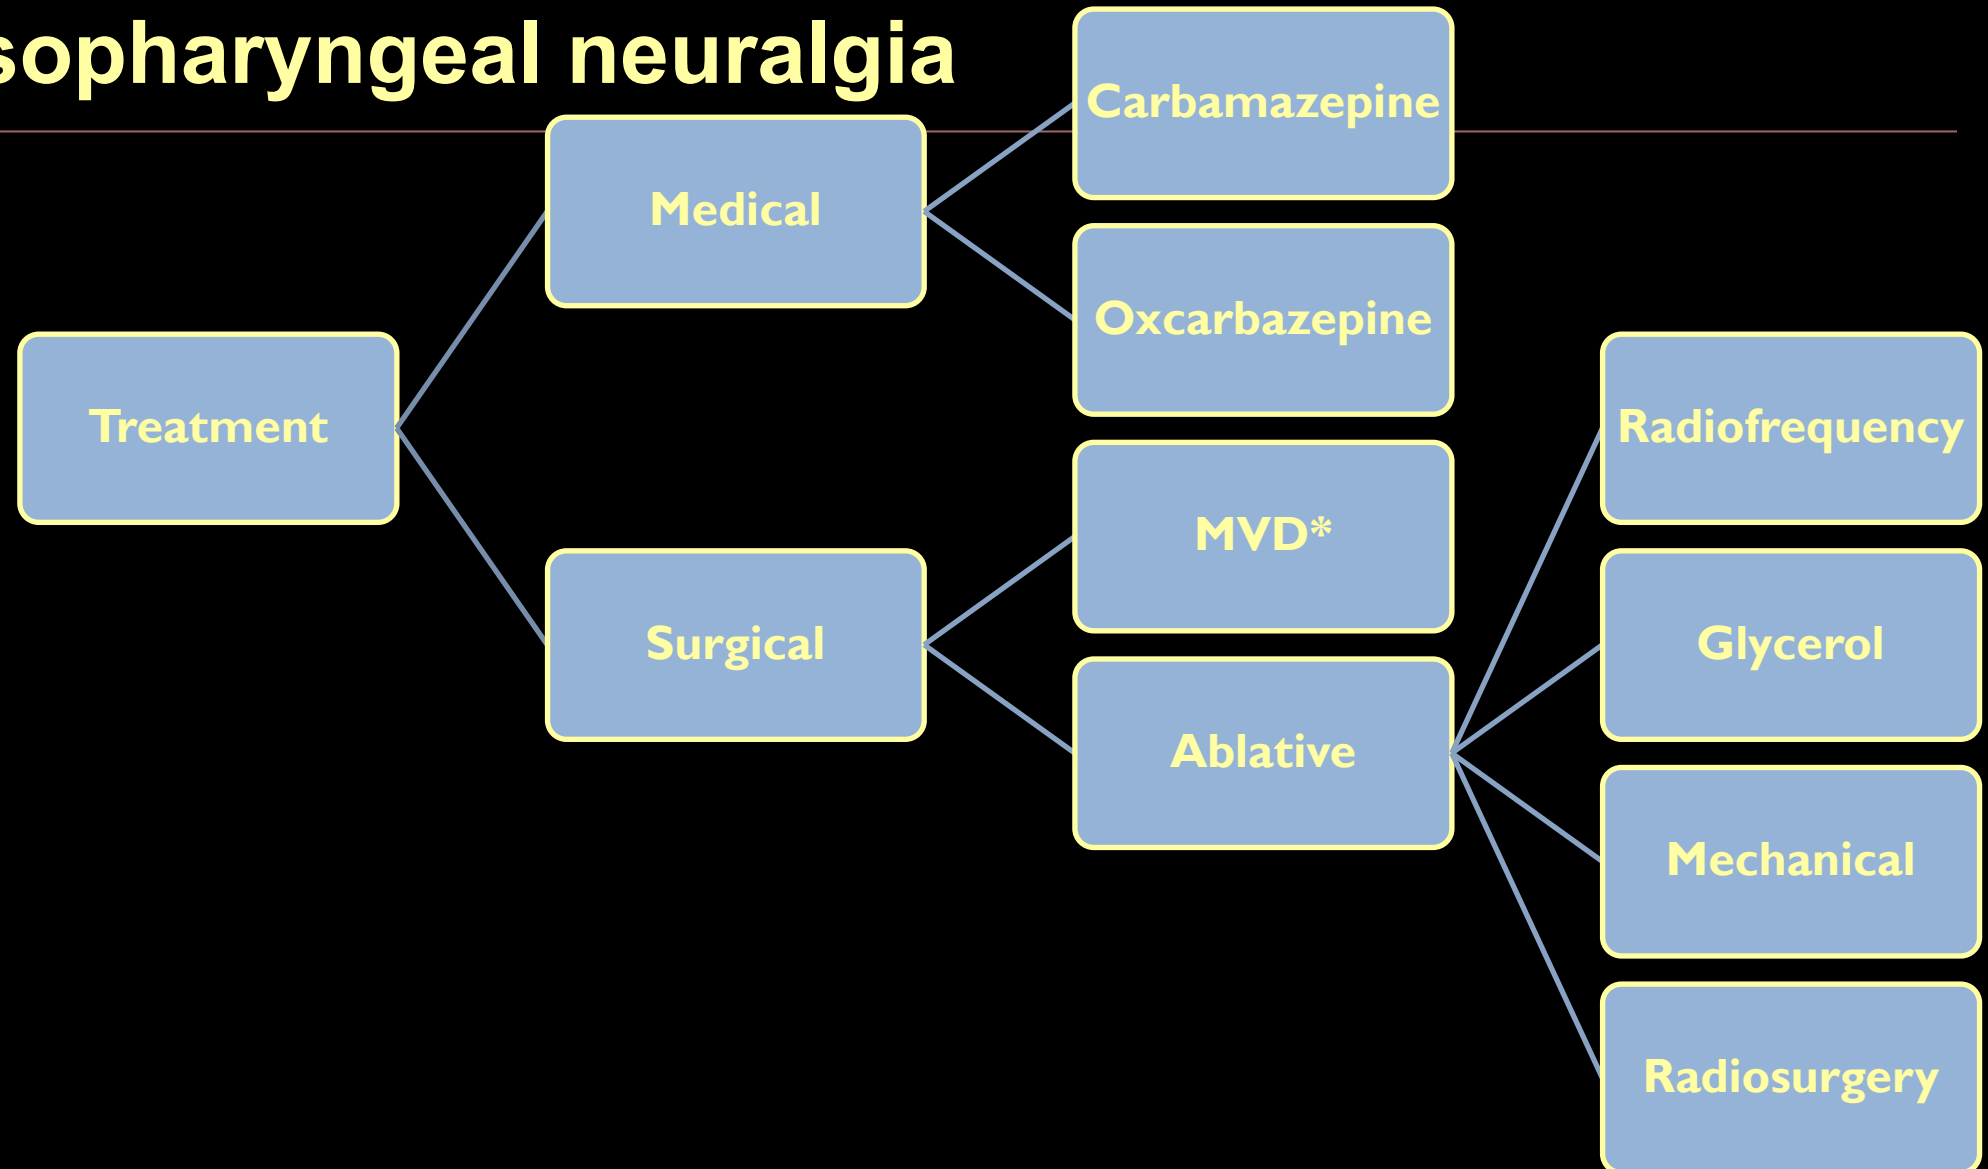 sopharyngeal neuralgia
Treatment
Medical
Carbamazepine
Oxcarbazepine
Surgical
MVD*
Ablative
Radiofrequency
Glycerol
Mechanical
Radiosurgery